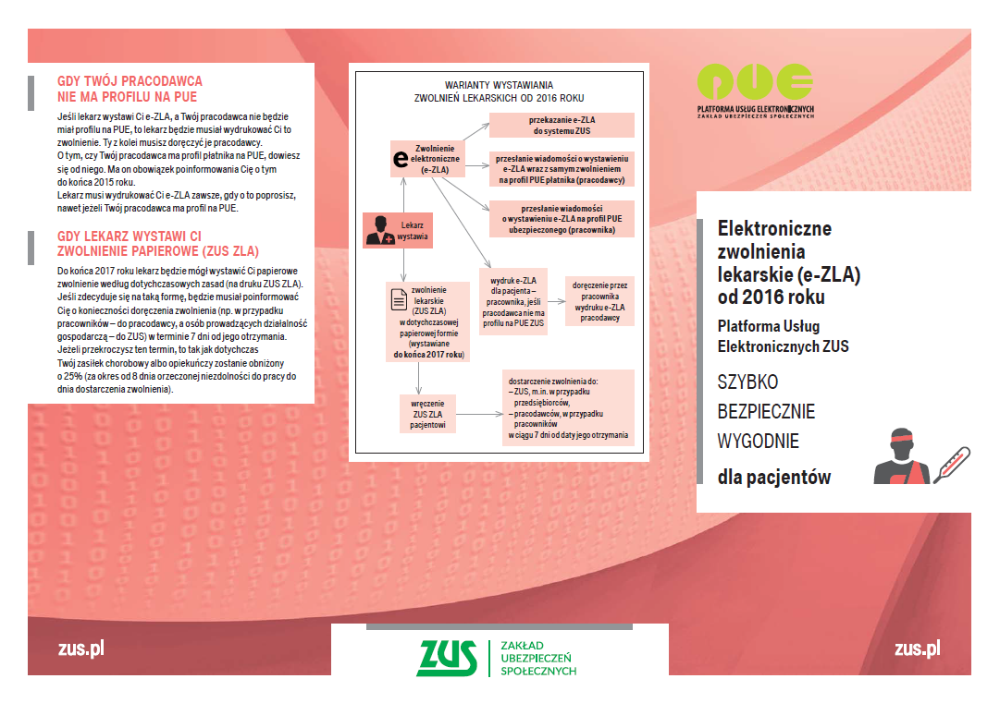 GDY TWÓJ PRACODAWCA
NIE MA PROFILU NA PUE
Jeśli lekarz wystawi Ci e-ZLA, a Twój pracodawca nie będzie
miał profilu na PUE, to lekarz będzie musiał wydrukować Ci to
zwolnienie. Ty z kolei musisz doręczyć je pracodawcy.
O tym, czy Twój pracodawca ma profil płatnika na PUE, dowiesz
się od niego. Ma on obowiązek poinformowania Cię o tym
do końca 2015 roku.
Lekarz musi wydrukować Ci e-ZLA zawsze, gdy o to poprosisz,
nawet jeżeli Twój pracodawca ma profil na PUE.
GDY LEKARZ WYSTAWI CI
ZWOLNIENIE PAPIEROWE (ZUS ZLA)
Do końca 2017 roku lekarz będzie mógł wystawić Ci papierowe
zwolnienie według dotychczasowych zasad (na druku ZUS ZLA).
Jeśli zdecyduje się na taką formę, będzie musiał poinformować
Cię o konieczności doręczenia zwolnienia (np. w przypadku
pracowników – do pracodawcy, a osób prowadzących działalność
gospodarczą – do ZUS) w terminie 7 dni od jego otrzymania.
Jeżeli przekroczysz ten termin, to tak jak dotychczas
Twój zasiłek chorobowy albo opiekuńczy zostanie obniżony
o 25% (za okres od 8 dnia orzeczonej niezdolności do pracy do
dnia dostarczenia zwolnienia).
zus.pl
WARIANTY WYSTAWIANIA
ZWOLNIEŃ LEKARSKICH OD 2016 ROKU
przekazanie e-ZLA
do systemu ZUS
e
Zwolnienie
elektroniczne
(e-ZLA)
przesłanie wiadomości o wystawieniu
e-ZLA wraz z samym zwolnieniem
na profil PUE płatnika (pracodawcy)
przesłanie wiadomości
o wystawieniu e-ZLA na profil PUE
ubezpieczonego (pracownika)
Lekarz
wystawia
wydruk e-ZLA
dla pacjenta –
pracownika, jeśli
pracodawca nie ma
profilu na PUE ZUS
doręczenie przez
pracownika
wydruku e-ZLA
pracodawcy
zwolnienie
lekarskie
(ZUS ZLA)
w dotychczasowej
papierowej formie
(wystawiane
do końca 2017 roku)
wręczenie
ZUS ZLA
pacjentowi
dostarczenie zwolnienia do:
– ZUS, m.in. w przypadku
przedsiębiorców,
– pracodawców, w przypadku
pracowników
w ciągu 7 dni od daty jego otrzymania
ZUS
ZAKŁAD
UBEZPIECZEŃ
SPOŁECZNYCH
PUE
PLATFORMA USŁUG ELEKTRONICZNYCH
ZAKŁAD UBEZPIECZEŃ SPOŁECZNYCH
Elektroniczne
zwolnienia
lekarskie (e-ZLA)
od 2016 roku
Platforma Usług
Elektronicznych ZUS
SZYBKO
BEZPIECZNIE
WYGODNIE
dla pacjentów
zus.pl